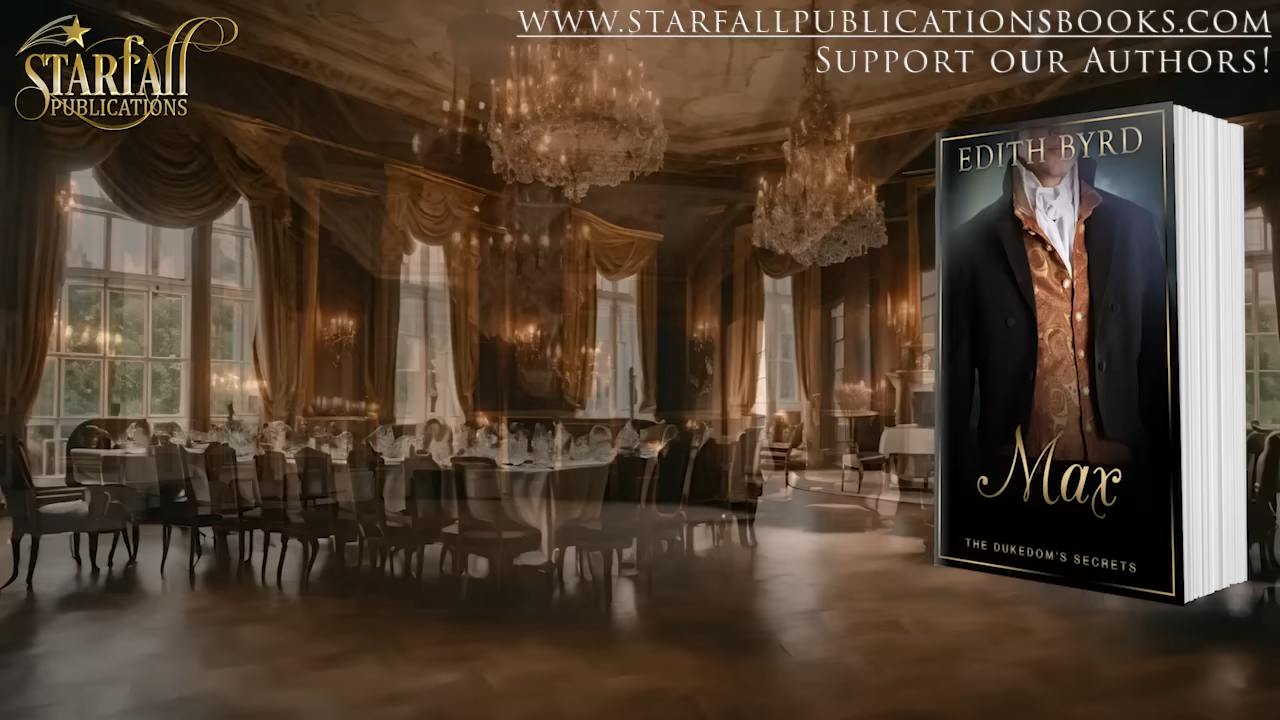 STARfAll
PUBLICATIONS
WWW.STARFALLPUBLICATIONSBOOKS.COM
SUPPORT OUR AUTHORS!
EDITH BYRD
Max
THE DUKEDOM'S SECRETS